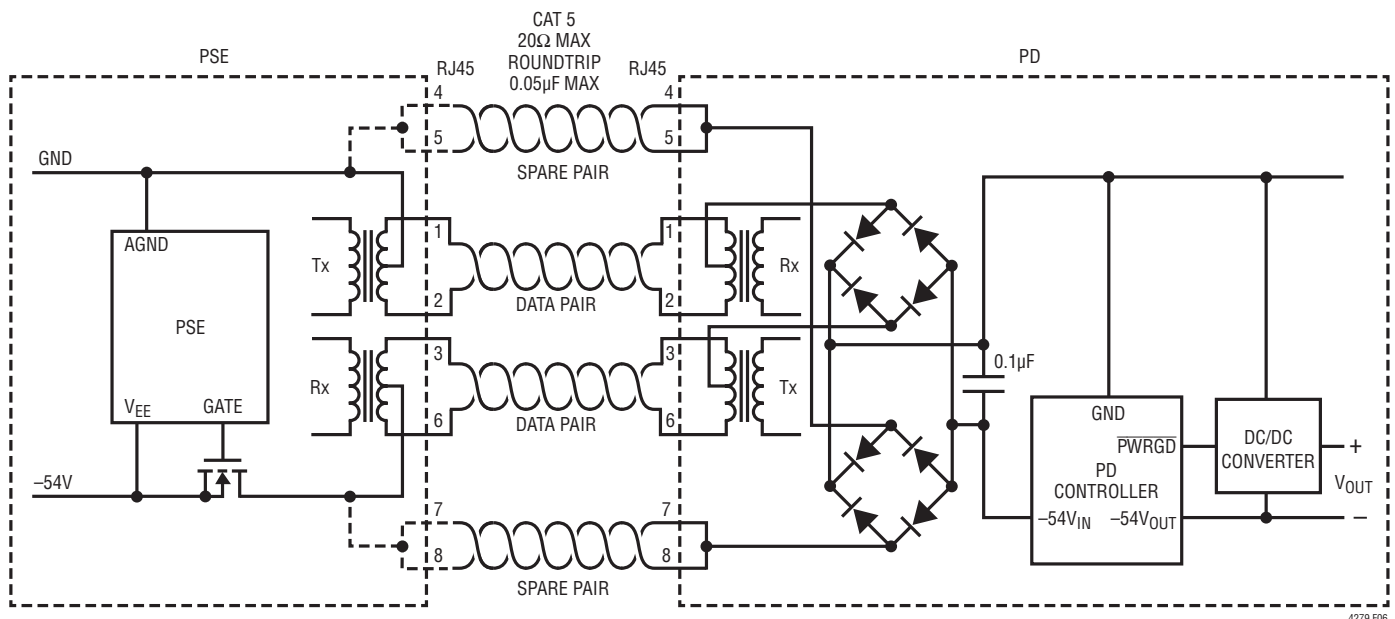 CAT 5
20Ω MAX
ROUNDTRIP
0.05µF MAX
PSE
RJ45
RJ45
PD
4
5
4
5
SPARE PAIR
GND
AGND
PSE
VEE
GATE
–54V
Tx
1
2
DATA PAIR
1
2
Rx
Rx
3
6
DATA PAIR
3
6
Tx
7
8
SPARE PAIR
7
8
0.1µF
GND
PWRGD
PD
CONTROLLER
–54VIN
–54VOUT
DC/DC
CONVERTER
+
VOUT
–
4279 F06